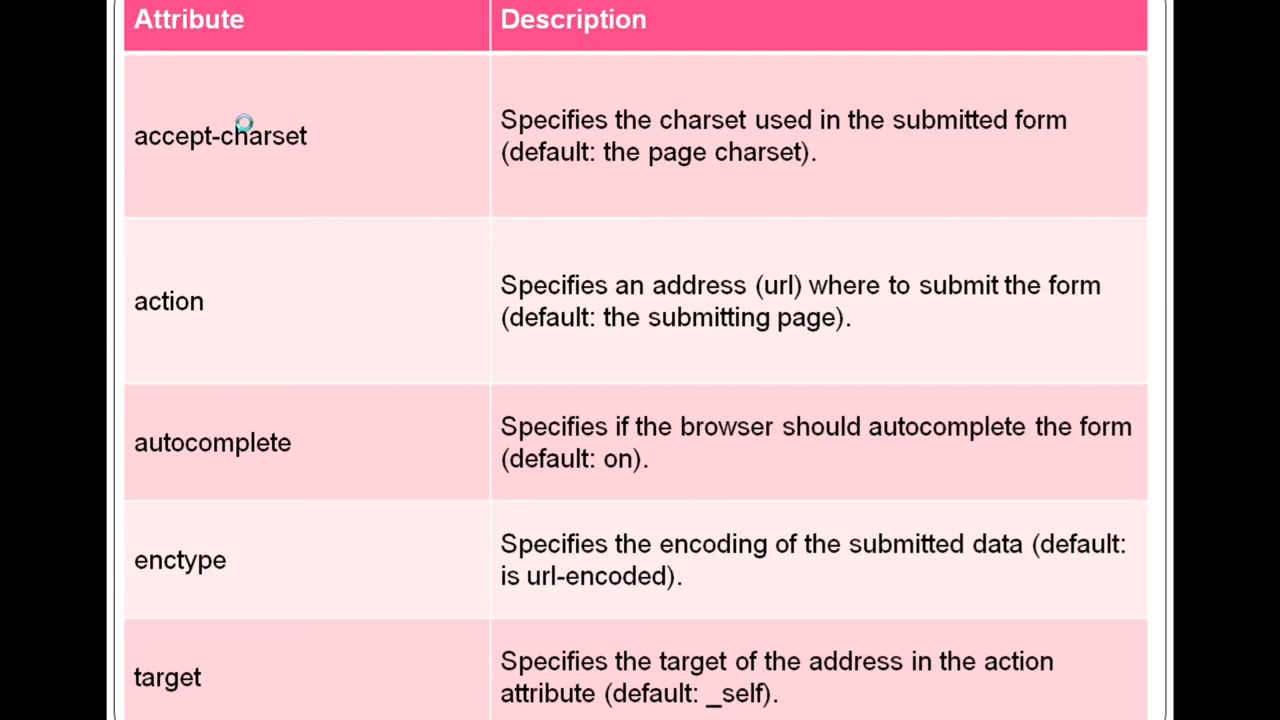 Attribute
Description
accept-charset
Specifies the charset used in the submitted form
(default: the page charset).
action
Specifies an address (url) where to submit the form
(default: the submitting page).
autocomplete
Specifies if the browser should autocomplete the form
(default: on).
enctype
Specifies the encoding of the submitted data (default:
is url-encoded).
target
Specifies the target of the address in the action
attribute (default: _self).